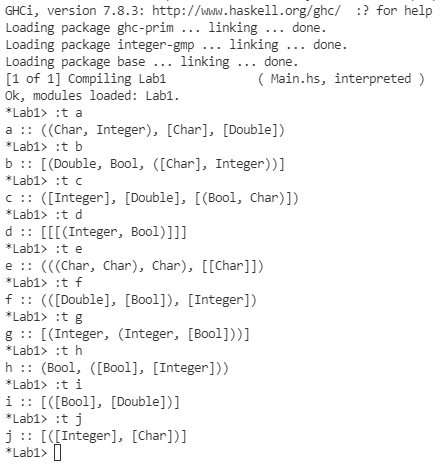 GHCi, version 7.8.3: http://www.haskell.org/ghc/  :? for help
Loading package ghc-prim ... linking ... done.
Loading package integer-gmp ... linking ... done.
Loading package base ... linking ... done.
[1 of 1] Compiling Lab1             ( Main.hs, interpreted )
Ok, modules loaded: Lab1.
*Lab1> :t a
a :: ((Char, Integer), [Char], [Double])
*Lab1> :t b
b :: [(Double, Bool, ([Char], Integer))]
*Lab1> :t c
c :: ([Integer], [Double], [(Bool, Char)])
*Lab1> :t d
d :: [[[(Integer, Bool)]]]
*Lab1> :t e
e :: (((Char, Char), Char), [[Char]])
*Lab1> :t f
f :: (([Double], [Bool]), [Integer])
*Lab1> :t g
g :: [(Integer, (Integer, [Bool]))]
*Lab1> :t h
h :: (Bool, ([Bool], [Integer]))
*Lab1> :t i
i :: [([Bool], [Double])]
*Lab1> :t j
j :: [([Integer], [Char])]
*Lab1>